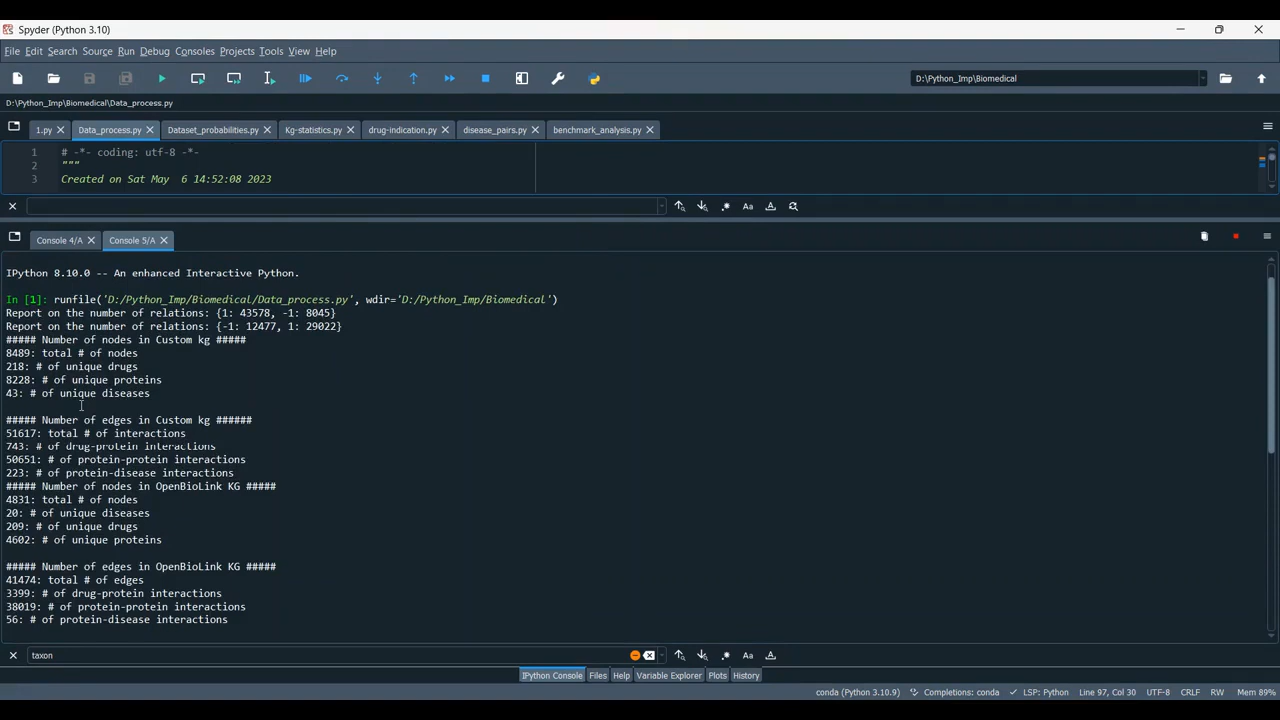 Spyder (Python 3.10)
File Edit Search Source Run Debug Consoles Projects Tools View Help
D:\Python_Imp\Biomedical
D:\Python_Imp\Biomedical\Data_process.py
1.py Data_process.py Dataset_probabilities.py Kg-statistics.py drug-indication.py disease_pairs.py benchmark_analysis.py
1 # -*- coding: utf-8 -*-
2 """
3 Created on Sat May  6 14:52:08 2023
Aa
Console 4/A Console 5/A
IPython 8.10.0 -- An enhanced Interactive Python.
In [1]: runfile('D:/Python_Imp/Biomedical/Data_process.py', wdir='D:/Python_Imp/Biomedical')
Report on the number of relations: {1: 43578, -1: 8045}
Report on the number of relations: {-1: 12477, 1: 29022}
##### Number of nodes in Custom kg #####
8489: total # of nodes
218: # of unique drugs
8228: # of unique proteins
43: # of unique diseases
##### Number of edges in Custom kg ######
51617: total # of interactions
743: # of drug-protein interactions
50651: # of protein-protein interactions
223: # of protein-disease interactions
##### Number of nodes in OpenBioLink KG #####
4831: total # of nodes
20: # of unique diseases
209: # of unique drugs
4602: # of unique proteins
##### Number of edges in OpenBioLink KG #####
41474: total # of edges
3399: # of drug-protein interactions
38019: # of protein-protein interactions
56: # of protein-disease interactions
taxon Aa
IPython Console Files Help Variable Explorer Plots History
conda (Python 3.10.9) Completions: conda LSP: Python Line 97, Col 30 UTF-8 CRLF RW Mem 89%